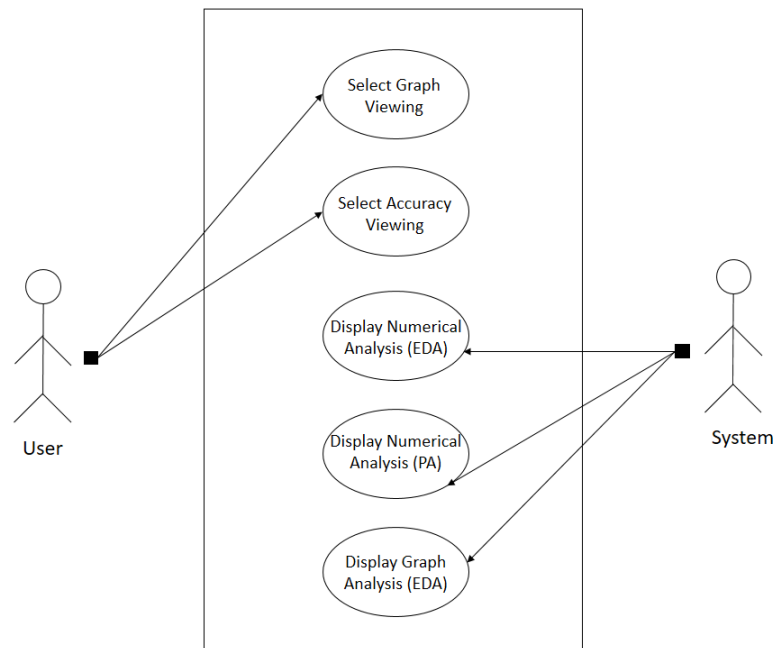 Select Graph
Viewing
Select Accuracy
Viewing
Display Numerical
Analysis (EDA)
Display Numerical
Analysis (PA)
Display Graph
Analysis (EDA)
User
System